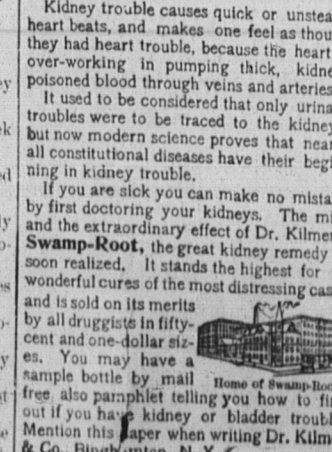 Kidney trouble causes quick or unstea
heart beats, and makes one feel as thou
they had heart trouble, because the heart
over-working in pumping thick, kidne
poisoned blood through veins and arteries
It used to be considered that only urina
troubles were to be traced to the kidney
but now modern science proves that near
all constitutional diseases have their begi
ning in kidney trouble.
If you are sick you can make no mista
by first doctoring your kidneys. The mi
and the extraordinary effect of Dr. Kilmer
Swamp-Root, the great kidney remedy
soon realized. It stands the highest for
wonderful cures of the most distressing cas
and is sold on its merits
by all druggists in fifty-
cent and one-dollar siz-
es. You may have a
sample bottle by mail
Home of Swamp-Roo
free, also pamphlet telling you how to fi
out if you have kidney or bladder troubl
Mention this paper when writing Dr. Kilm
& Co., Binghamton, N. Y.